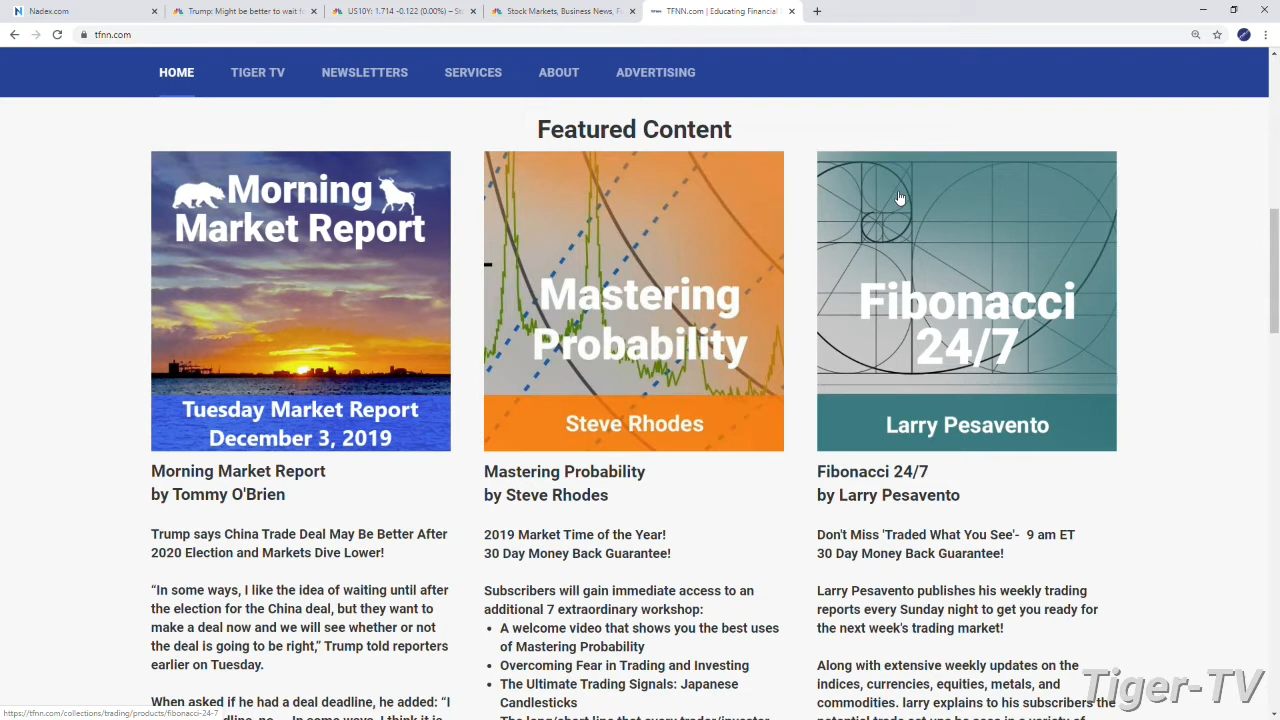 Nadex.com
Trump: Might be better to wait fo
US10Y: 1.714 -0.122 (0.00%) – St
Stock Markets, Business News, Fi
TFNN.com | Educating Financial I
tfnn.com
HOME TIGER TV NEWSLETTERS SERVICES ABOUT ADVERTISING
Featured Content
Morning
Market Report
Tuesday Market Report
December 3, 2019
Morning Market Report
by Tommy O'Brien
Trump says China Trade Deal May Be Better After
2020 Election and Markets Dive Lower!
“In some ways, I like the idea of waiting until after
the election for the China deal, but they want to
make a deal now and we will see whether or not
the deal is going to be right,” Trump told reporters
earlier on Tuesday.
When asked if he had a deal deadline, he added: “I
Mastering
Probability
Steve Rhodes
Mastering Probability
by Steve Rhodes
2019 Market Time of the Year!
30 Day Money Back Guarantee!
Subscribers will gain immediate access to an
additional 7 extraordinary workshop:
• A welcome video that shows you the best uses
of Mastering Probability
• Overcoming Fear in Trading and Investing
• The Ultimate Trading Signals: Japanese
Candlesticks
Fibonacci
24/7
Larry Pesavento
Fibonacci 24/7
by Larry Pesavento
Don't Miss 'Traded What You See'- 9 am ET
30 Day Money Back Guarantee!
Larry Pesavento publishes his weekly trading
reports every Sunday night to get you ready for
the next week's trading market!
Along with extensive weekly updates on the
indices, currencies, equities, metals, and
commodities. larry explains to his subscribers the
https://tfnn.com/collections/trading/products/fibonacci-24-7
Tiger-TV